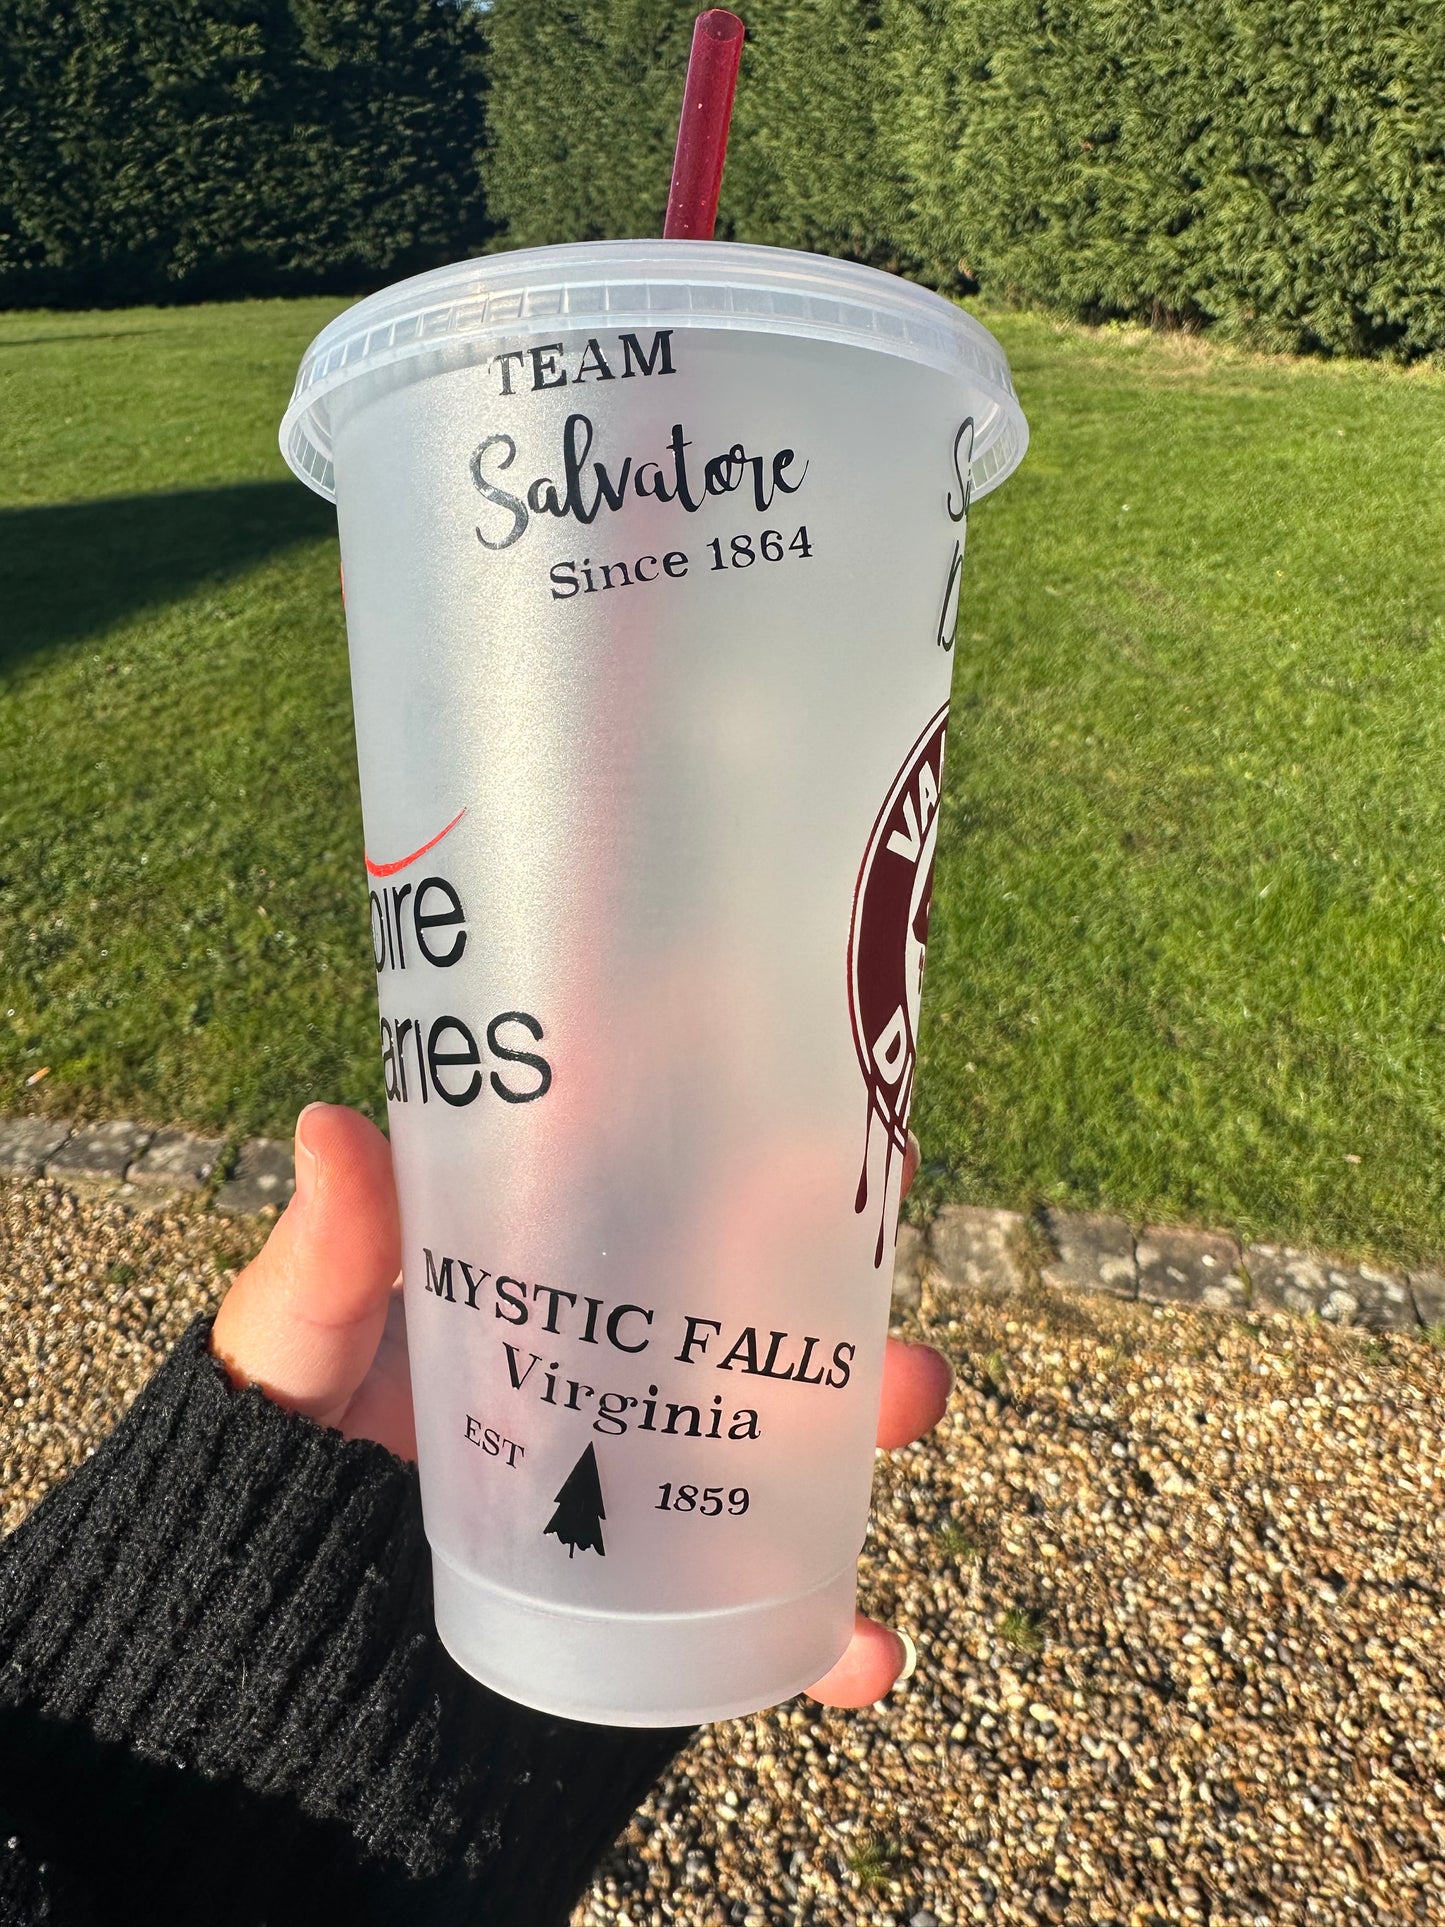 TEAM
Salvatore
Since 1864
pire
aries
MYSTIC FALLS
Virginia
EST
1859